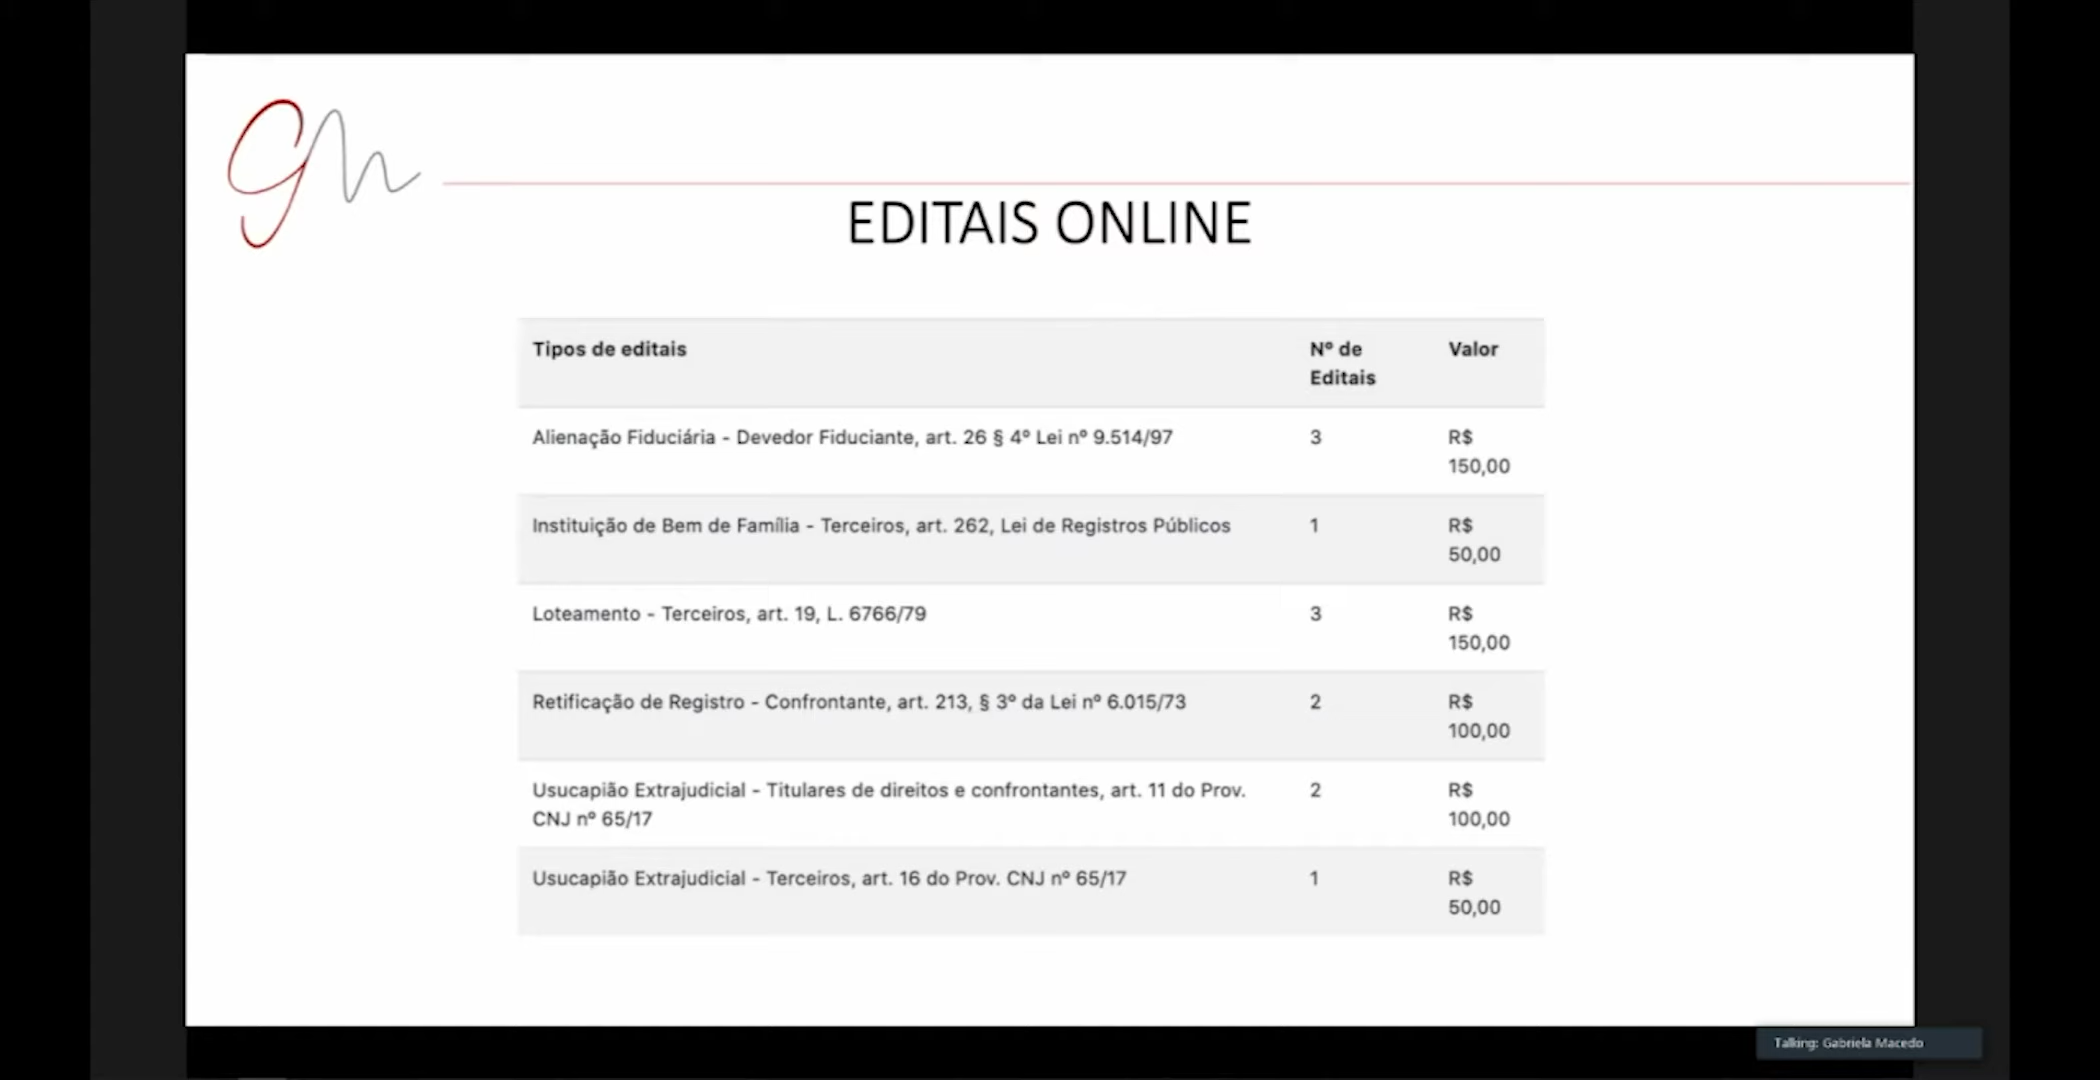 GM
EDITAIS ONLINE
Tipos de editais
Nº de
Editais
Valor
Alienação Fiduciária - Devedor Fiduciante, art. 26 § 4º Lei nº 9.514/97
3
R$
150,00
Instituição de Bem de Família - Terceiros, art. 262, Lei de Registros Públicos
1
R$
50,00
Loteamento - Terceiros, art. 19, L. 6766/79
3
R$
150,00
Retificação de Registro - Confrontante, art. 213, § 3º da Lei nº 6.015/73
2
R$
100,00
Usucapião Extrajudicial - Titulares de direitos e confrontantes, art. 11 do Prov.
CNJ nº 65/17
2
R$
100,00
Usucapião Extrajudicial - Terceiros, art. 16 do Prov. CNJ nº 65/17
1
R$
50,00
Talking: Gabriela Macedo